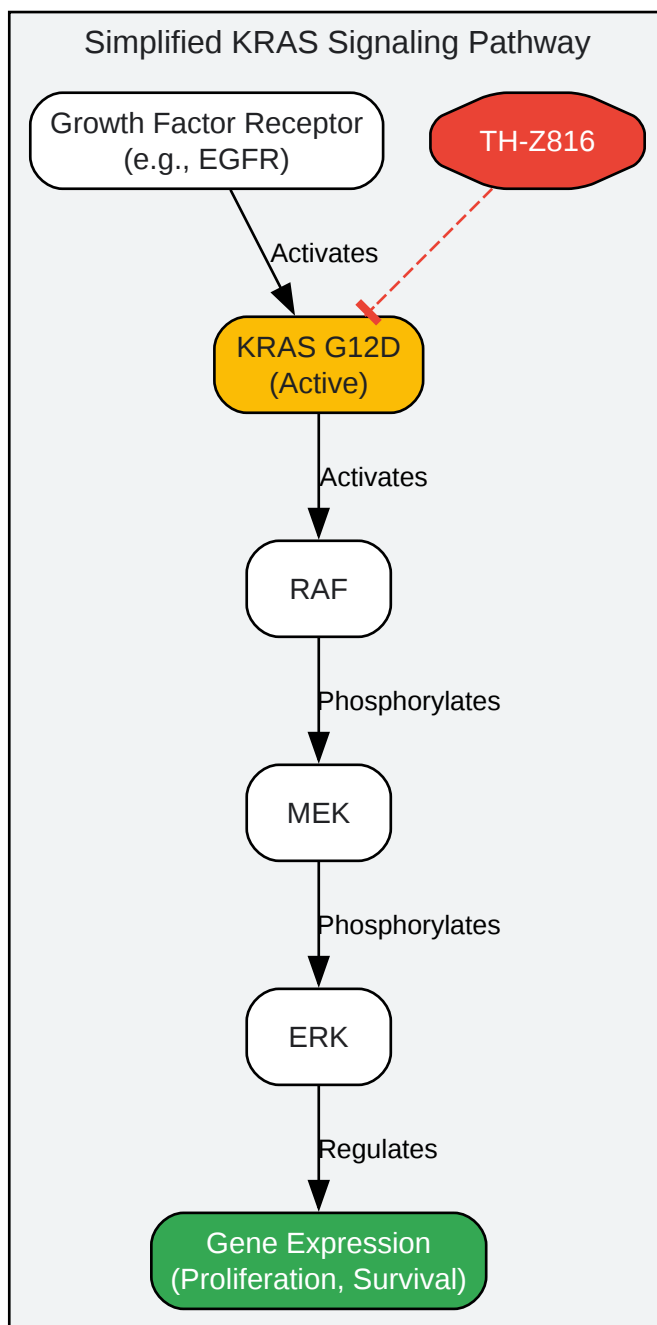 Simplified KRAS Signaling Pathway
Growth Factor Receptor
(e.g., EGFR)
TH-Z816
Activates
KRAS G12D
(Active)
Activates
RAF
Phosphorylates
MEK
Phosphorylates
ERK
Regulates
Gene Expression
(Proliferation, Survival)